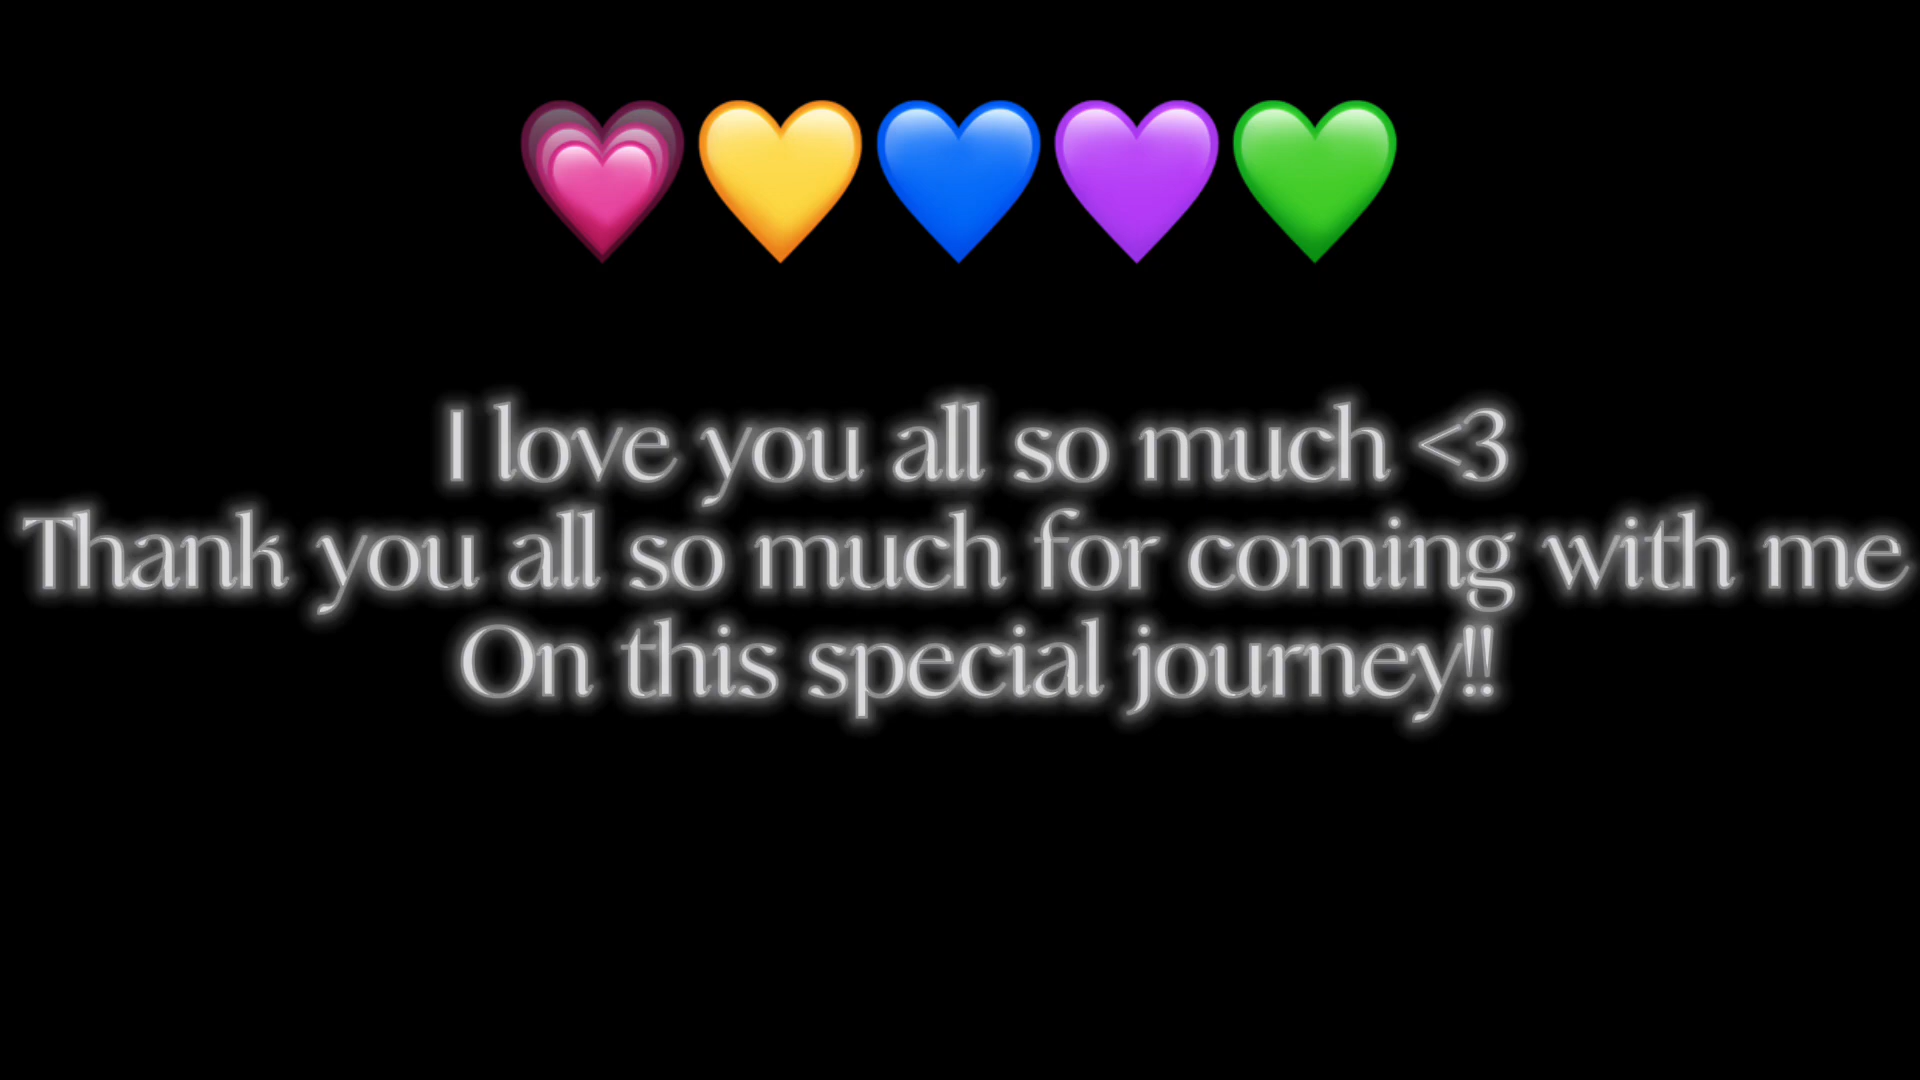 💗💛💙💜💚
I love you all so much <3
Thank you all so much for coming with me
On this special journey!!